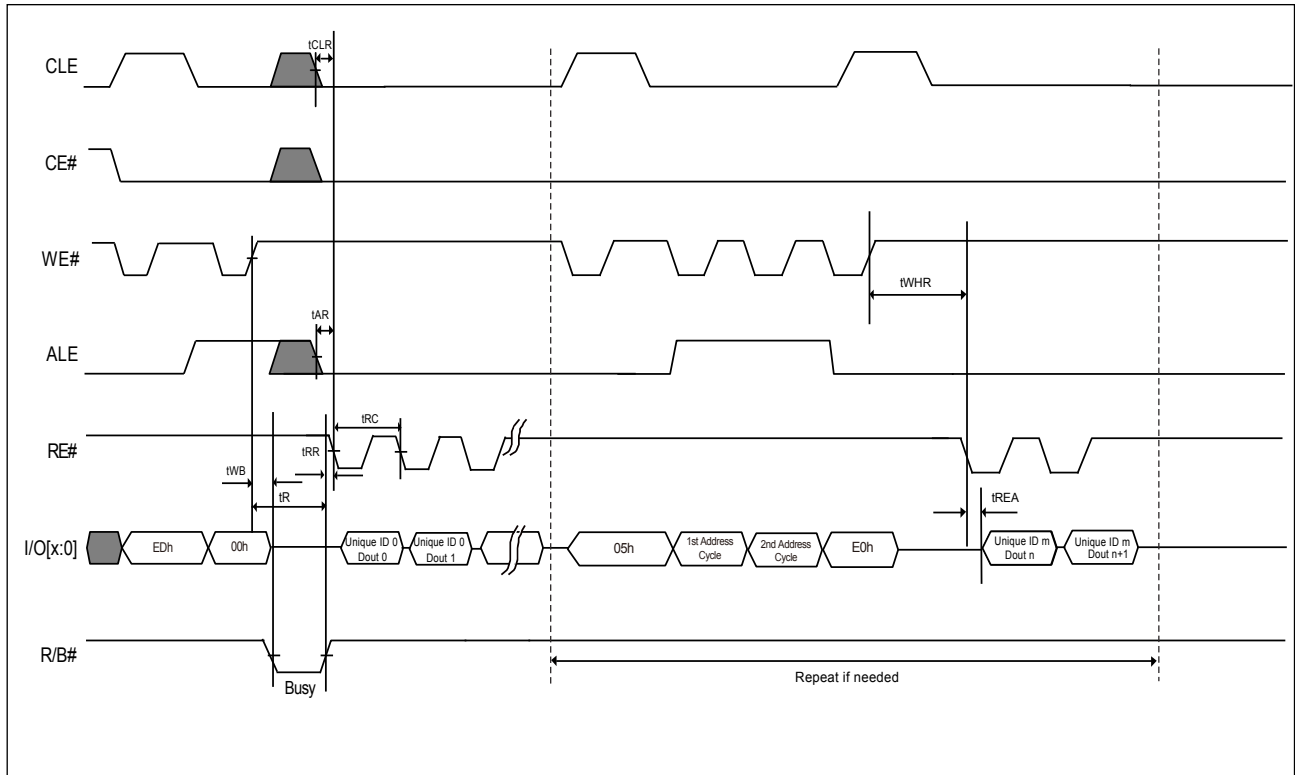 tCLR
CLE
CE#
WE#
tWHR
tAR
ALE
tRC
RE#
tRR
tWB
tR
tREA
I/O[x:0]
EDh
00h
Unique ID 0
Dout 0
Unique ID 0
Dout 1
05h
1st Address
Cycle
2nd Address
Cycle
E0h
Unique ID m
Dout n
Unique ID m
Dout n+1
R/B#
Busy
Repeat if needed